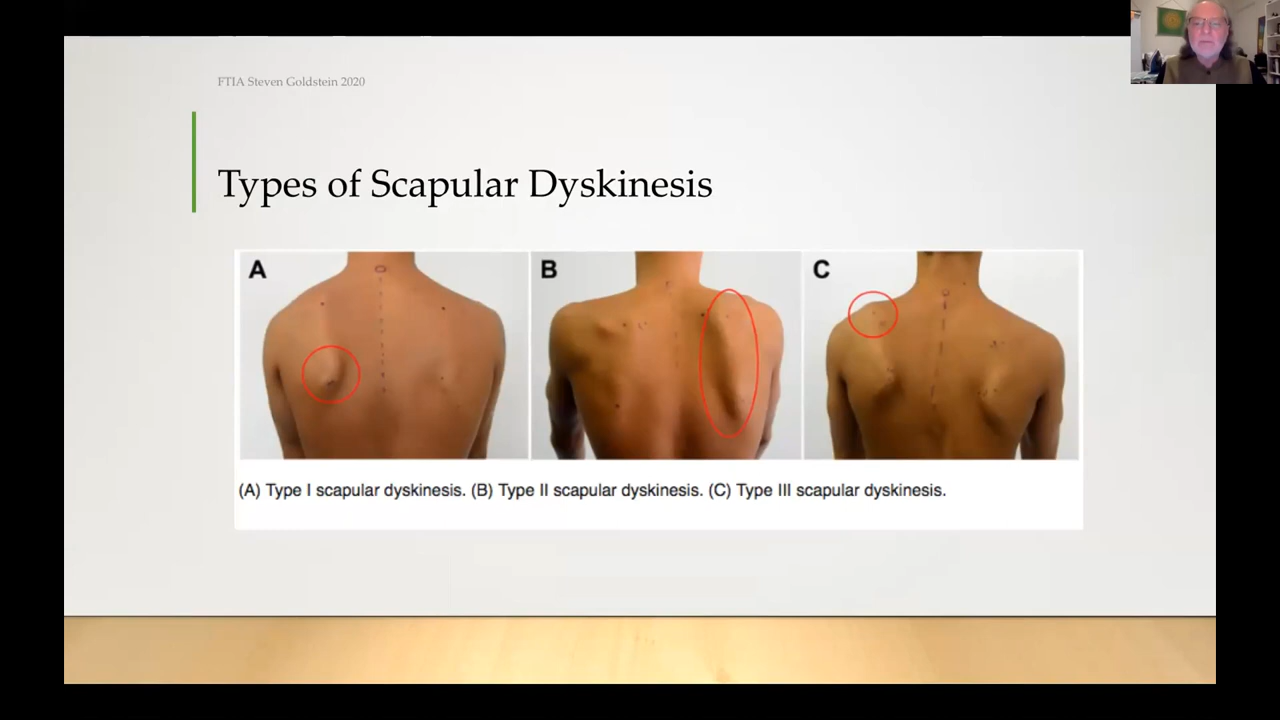 FTIA Steven Goldstein 2020
Types of Scapular Dyskinesis
A B C
(A) Type I scapular dyskinesis. (B) Type II scapular dyskinesis. (C) Type III scapular dyskinesis.